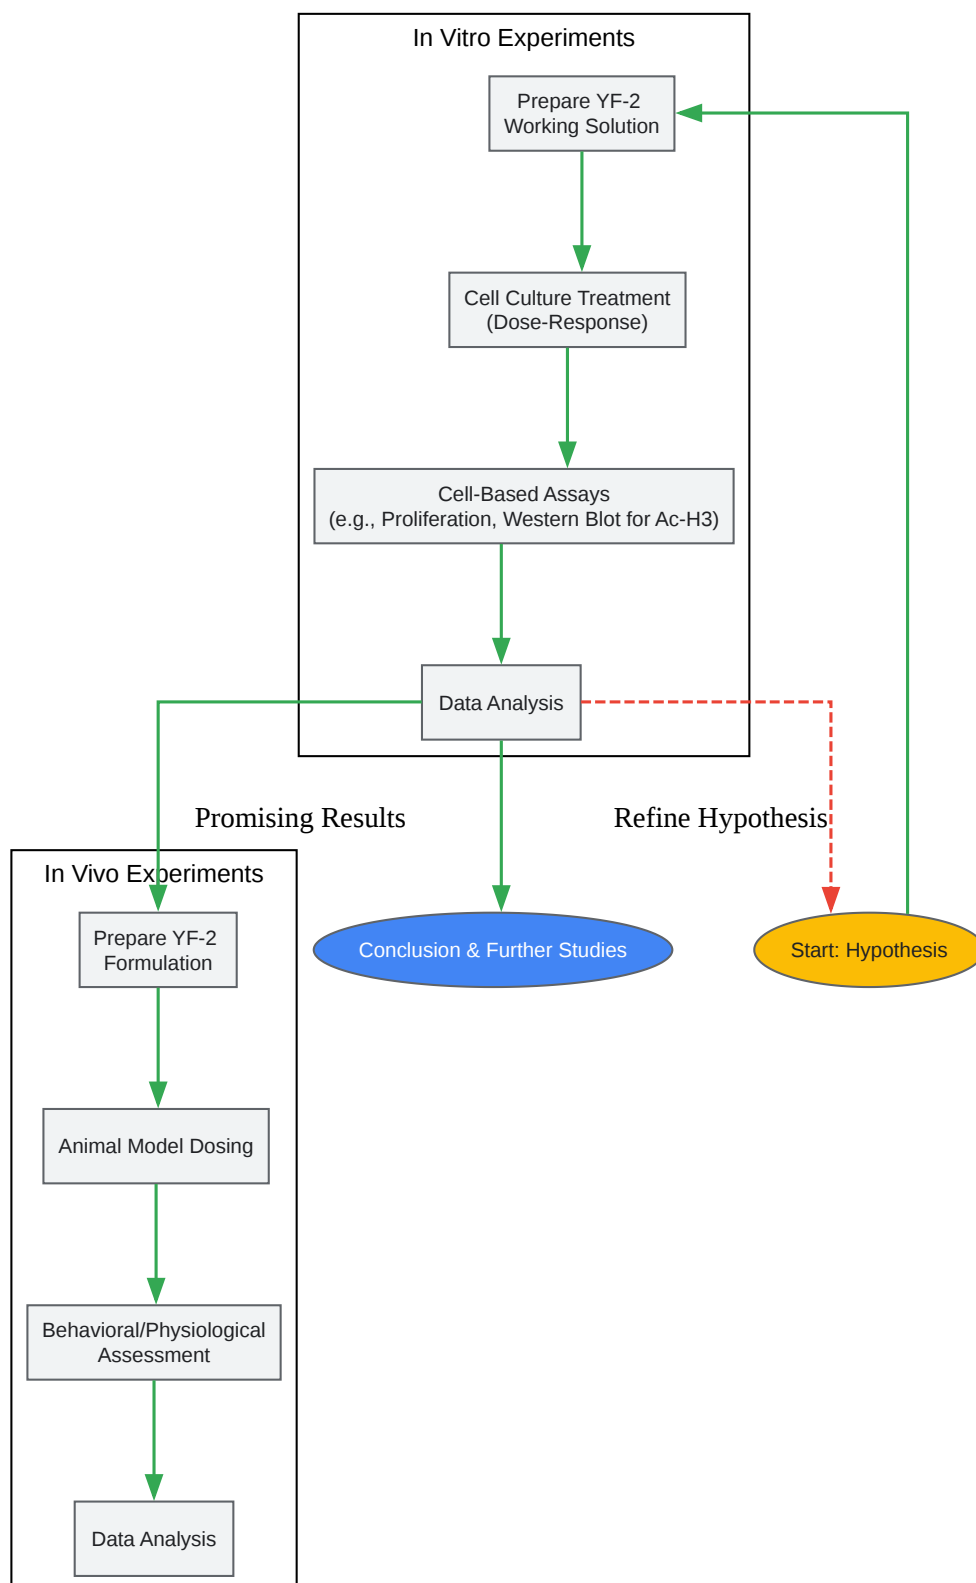 In Vitro Experiments
Prepare YF-2
Working Solution
Cell Culture Treatment
(Dose-Response)
Cell-Based Assays
(e.g., Proliferation, Western Blot for Ac-H3)
Data Analysis
Promising Results
Refine Hypothesis
In Vivo Experiments
Prepare YF-2
Formulation
Conclusion & Further Studies
Start: Hypothesis
Animal Model Dosing
Behavioral/Physiological
Assessment
Data Analysis